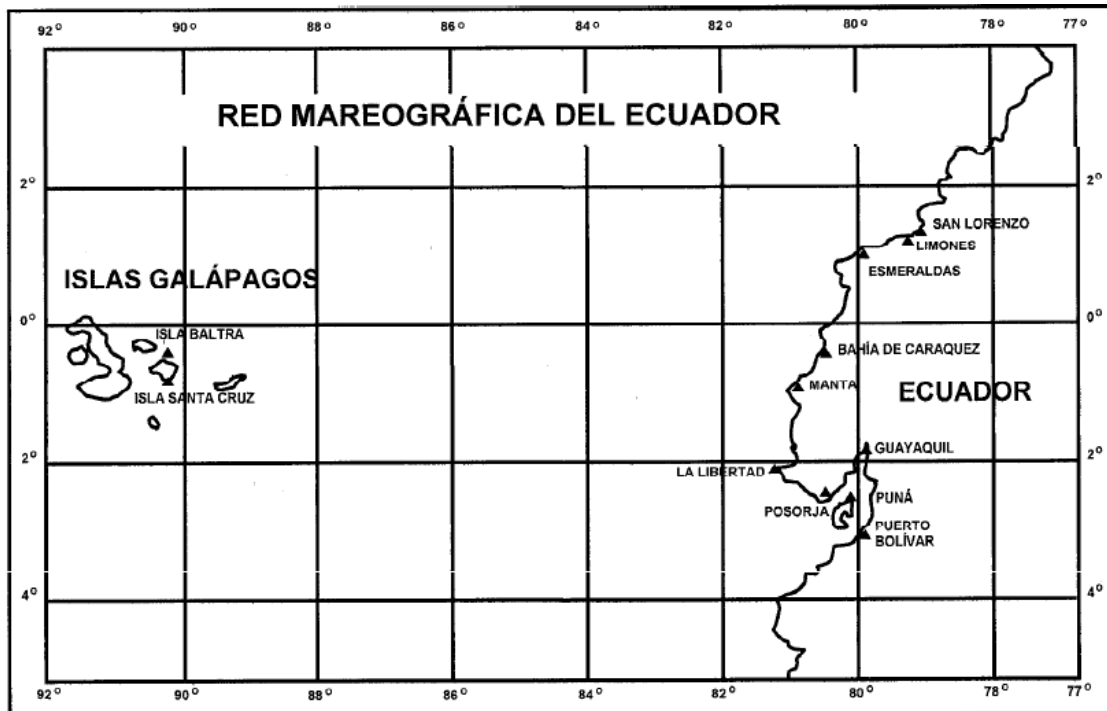 92° 90° 88° 86° 84° 82° 80° 78° 77°
RED MAREOGRÁFICA DEL ECUADOR
2° 2°
SAN LORENZO
LIMONES
ESMERALDAS
ISLAS GALÁPAGOS
0° 0°
ISLA BALTRA
BAHÍA DE CARAQUEZ
MANTA
ECUADOR
ISLA SANTA CRUZ
GUAYAQUIL
2° 2°
LA LIBERTAD
PUNÁ
POSORJA
PUERTO
BOLÍVAR
4° 4°
92° 90° 88° 86° 84° 82° 80° 78° 77°